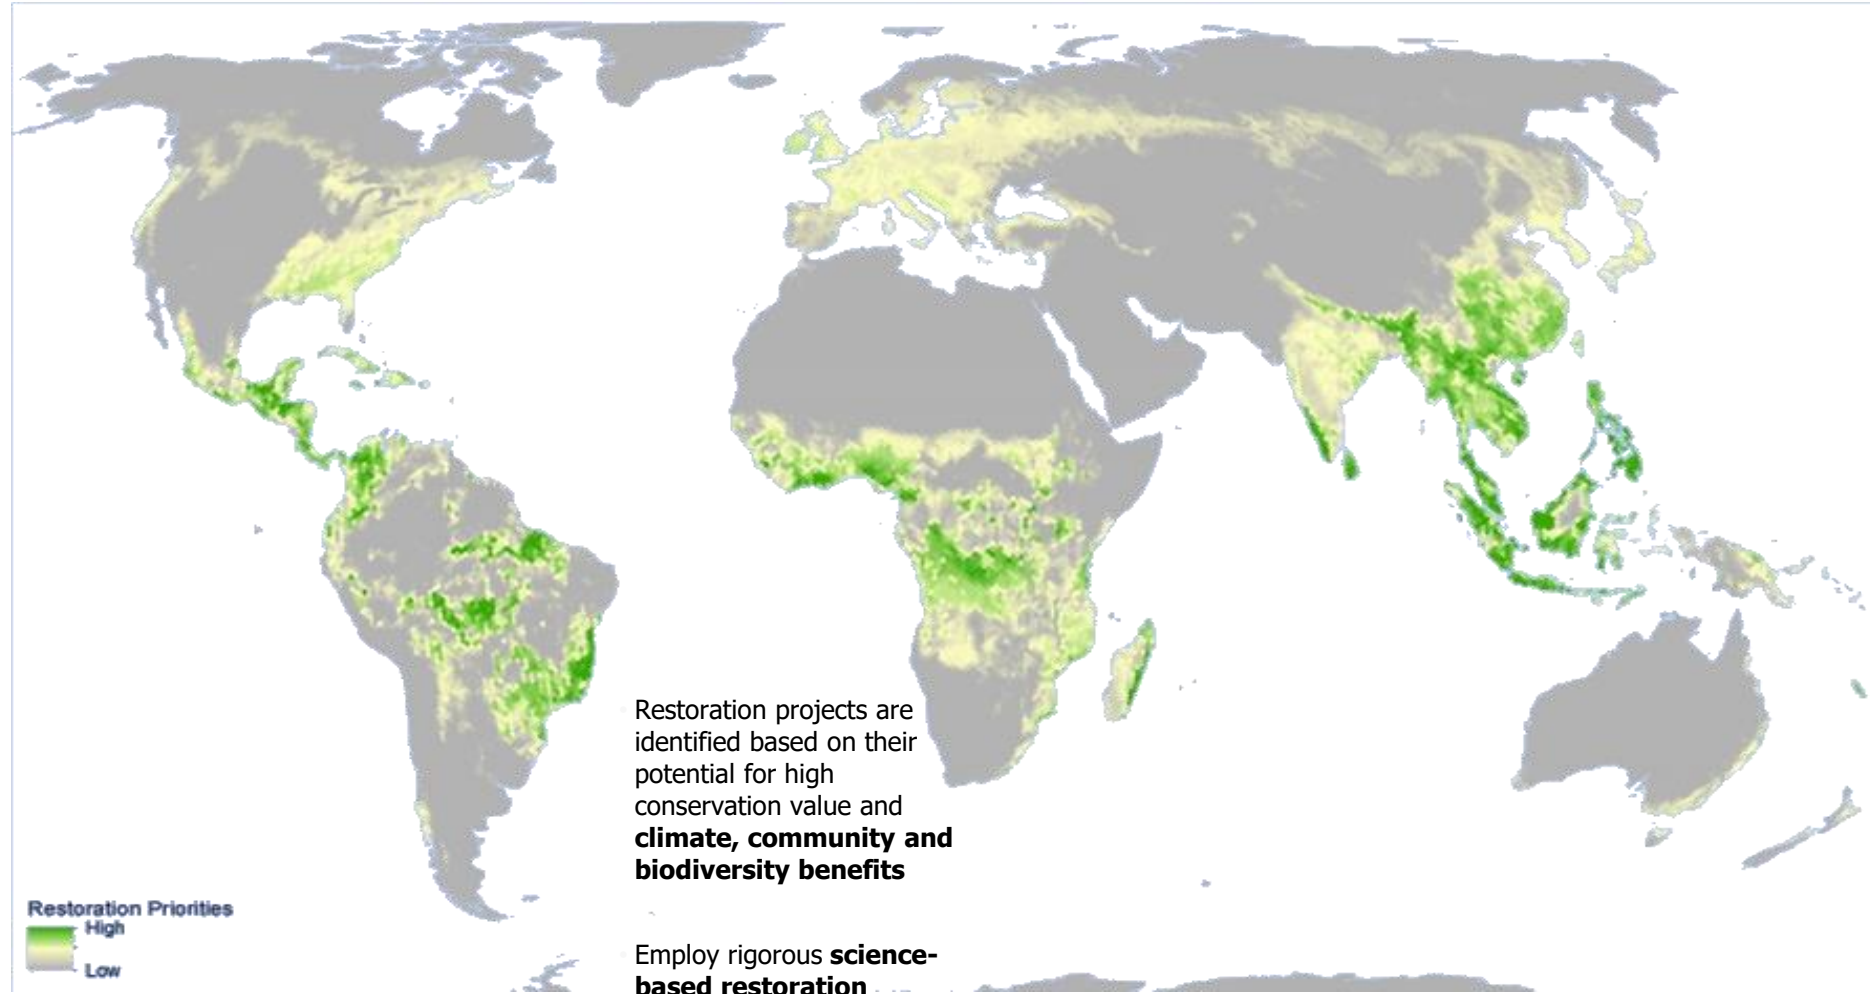 Restoration projects are
identified based on their
potential for high
conservation value and
climate, community and
biodiversity benefits
Restoration Priorities
High
Low
Employ rigorous science-
based restoration